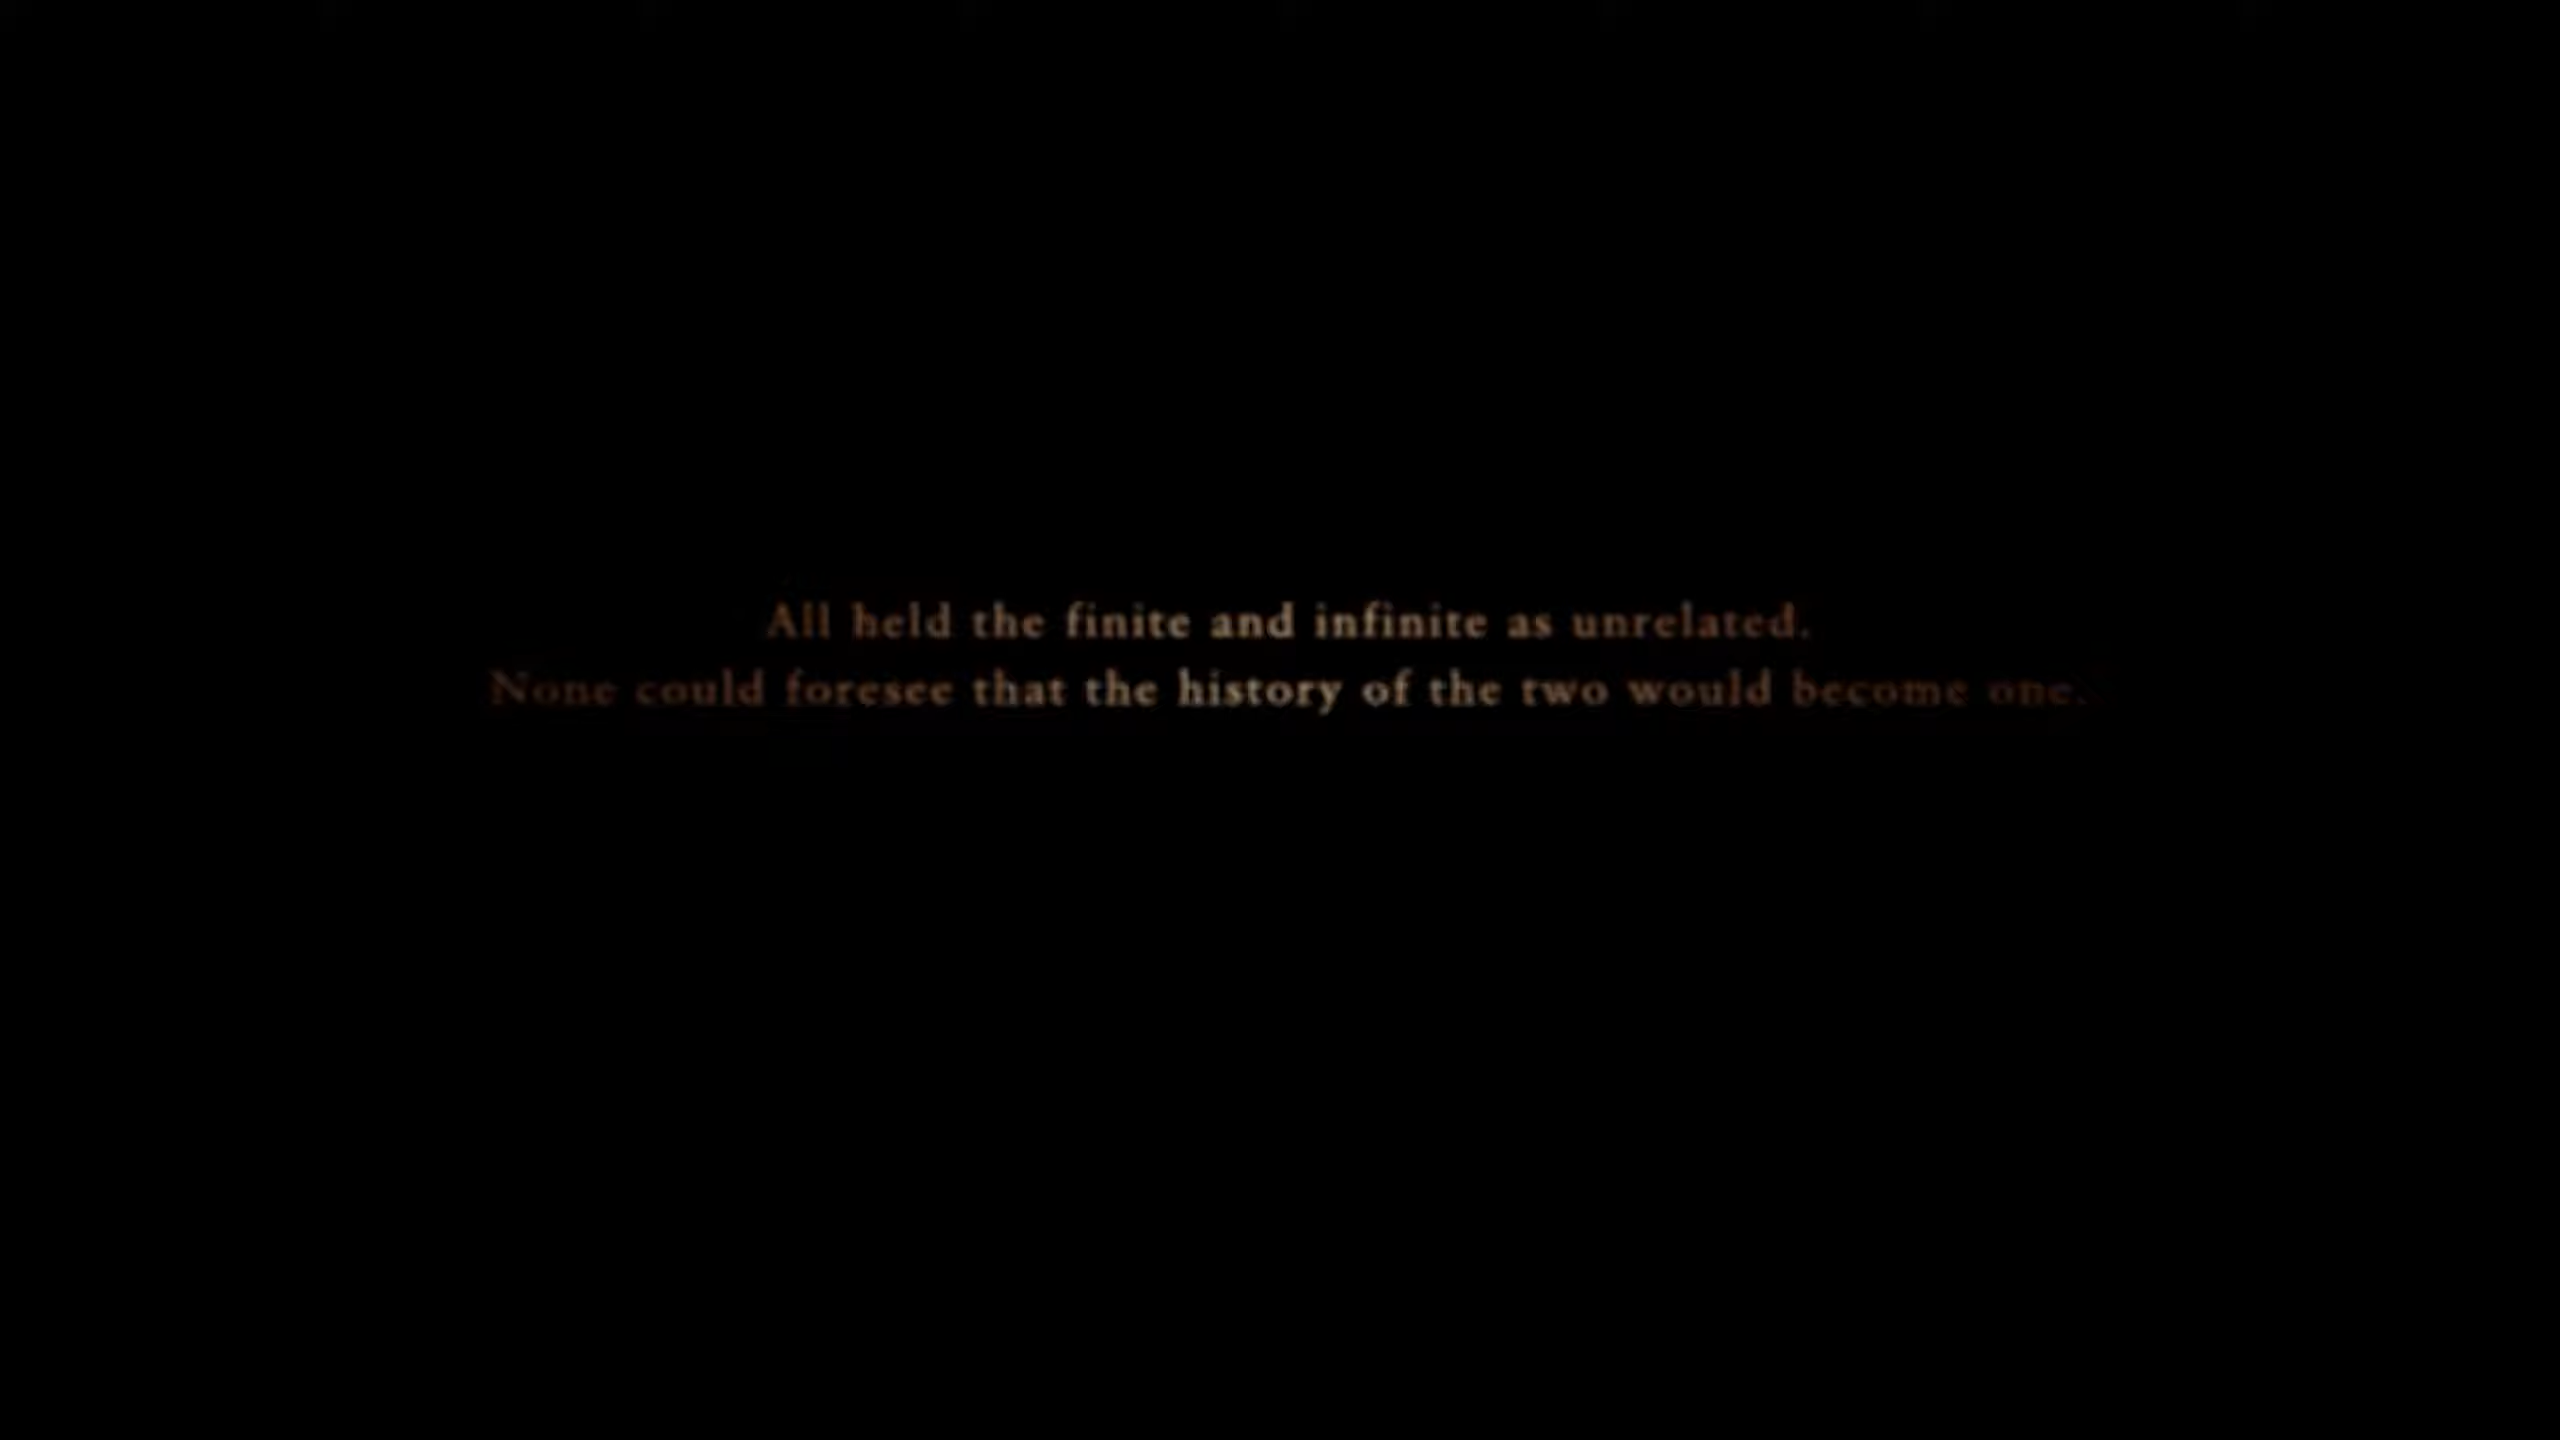 All held the finite and infinite as unrelated.
None could foresee that the history of the two would become one.